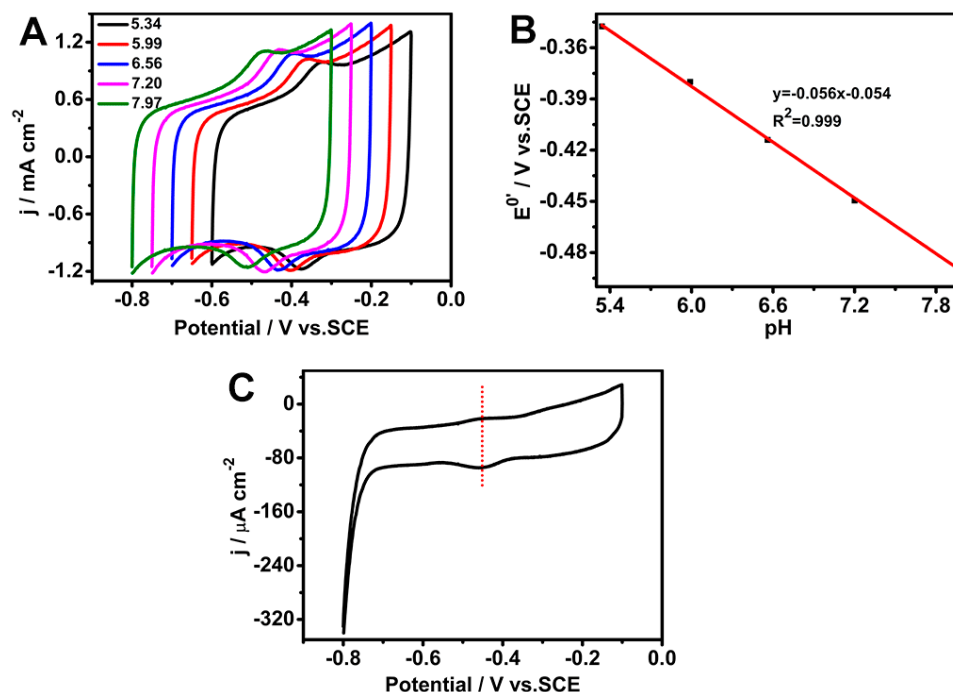 A
5.34
5.99
6.56
7.20
7.97
1.2
0.6
0.0
-0.6
-1.2
j / mA cm-2
-0.8 -0.6 -0.4 -0.2 0.0
Potential / V vs.SCE
B
y=-0.056x-0.054
R2=0.999
-0.36
-0.39
-0.42
-0.45
-0.48
E0' / V vs.SCE
5.4 6.0 6.6 7.2 7.8
pH
C
0
-80
-160
-240
-320
j / μA cm-2
-0.8 -0.6 -0.4 -0.2 0.0
Potential / V vs.SCE